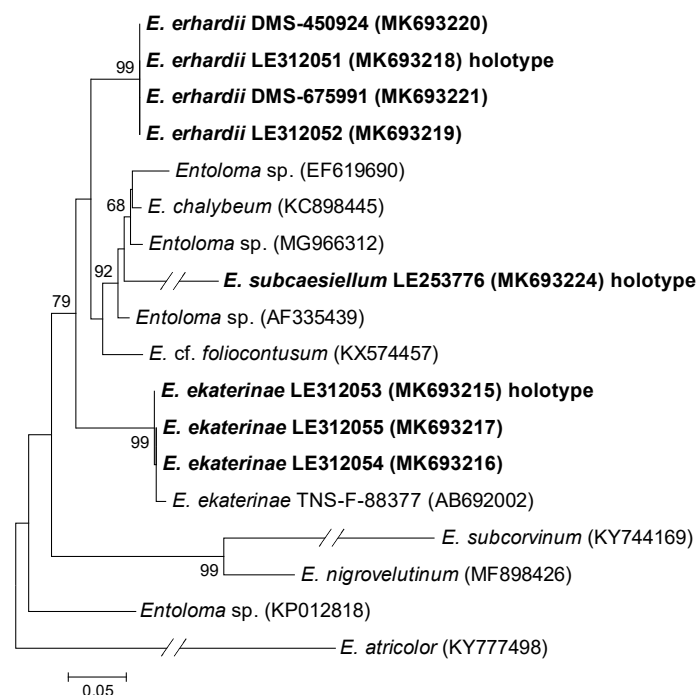 E. erhardii DMS-450924 (MK693220)
99
E. erhardii LE312051 (MK693218) holotype
E. erhardii DMS-675991 (MK693221)
E. erhardii LE312052 (MK693219)
Entoloma sp. (EF619690)
68
E. chalybeum (KC898445)
Entoloma sp. (MG966312)
92
E. subcaesiellum LE253776 (MK693224) holotype
79
Entoloma sp. (AF335439)
E. cf. foliocontusum (KX574457)
E. ekaterinae LE312053 (MK693215) holotype
E. ekaterinae LE312055 (MK693217)
99
E. ekaterinae LE312054 (MK693216)
E. ekaterinae TNS-F-88377 (AB692002)
E. subcorvinum (KY744169)
99
E. nigrovelutinum (MF898426)
Entoloma sp. (KP012818)
E. atricolor (KY777498)
0.05